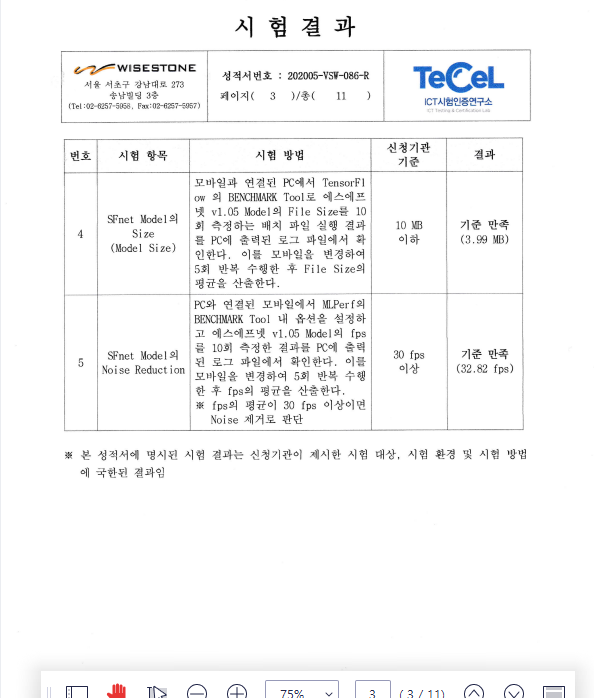 시 험 결 과
WISESTONE
서울 서초구 강남대로 273
송남빌딩 3층
(Tel:02-6257-5958, Fax:02-6257-5957)
성적서번호 : 202005-VSW-086-R
페이지( 3 )/총( 11 )
TeCeL
ICT시험인증연구소
ICT Testing & Certification Lab
번호
시험 항목
시험 방법
신청기관
기준
결과
4
SFnet Model의
Size
(Model Size)
모바일과 연결된 PC에서 TensorFl
ow 의 BENCHMARK Tool로 에스에프
넷 v1.05 Model의 File Size를 10
회 측정하는 배치 파일 실행 결과
를 PC에 출력된 로그 파일에서 확
인한다. 이를 모바일을 변경하여
5회 반복 수행한 후 File Size의
평균을 산출한다.
10 MB
이하
기준 만족
(3.99 MB)
5
SFnet Model의
Noise Reduction
PC와 연결된 모바일에서 MLPerf의
BENCHMARK Tool 내 옵션을 설정하
고 에스에프넷 v1.05 Model의 fps
를 10회 측정한 결과를 PC에 출력
된 로그 파일에서 확인한다. 이를
모바일을 변경하여 5회 반복 수행
한 후 fps의 평균을 산출한다.
※ fps의 평균이 30 fps 이상이면
Noise 제거로 판단
30 fps
이상
기준 만족
(32.82 fps)
※ 본 성적서에 명시된 시험 결과는 신청기관이 제시한 시험 대상, 시험 환경 및 시험 방법
에 국한된 결과임
75%
3
( 3 / 11)